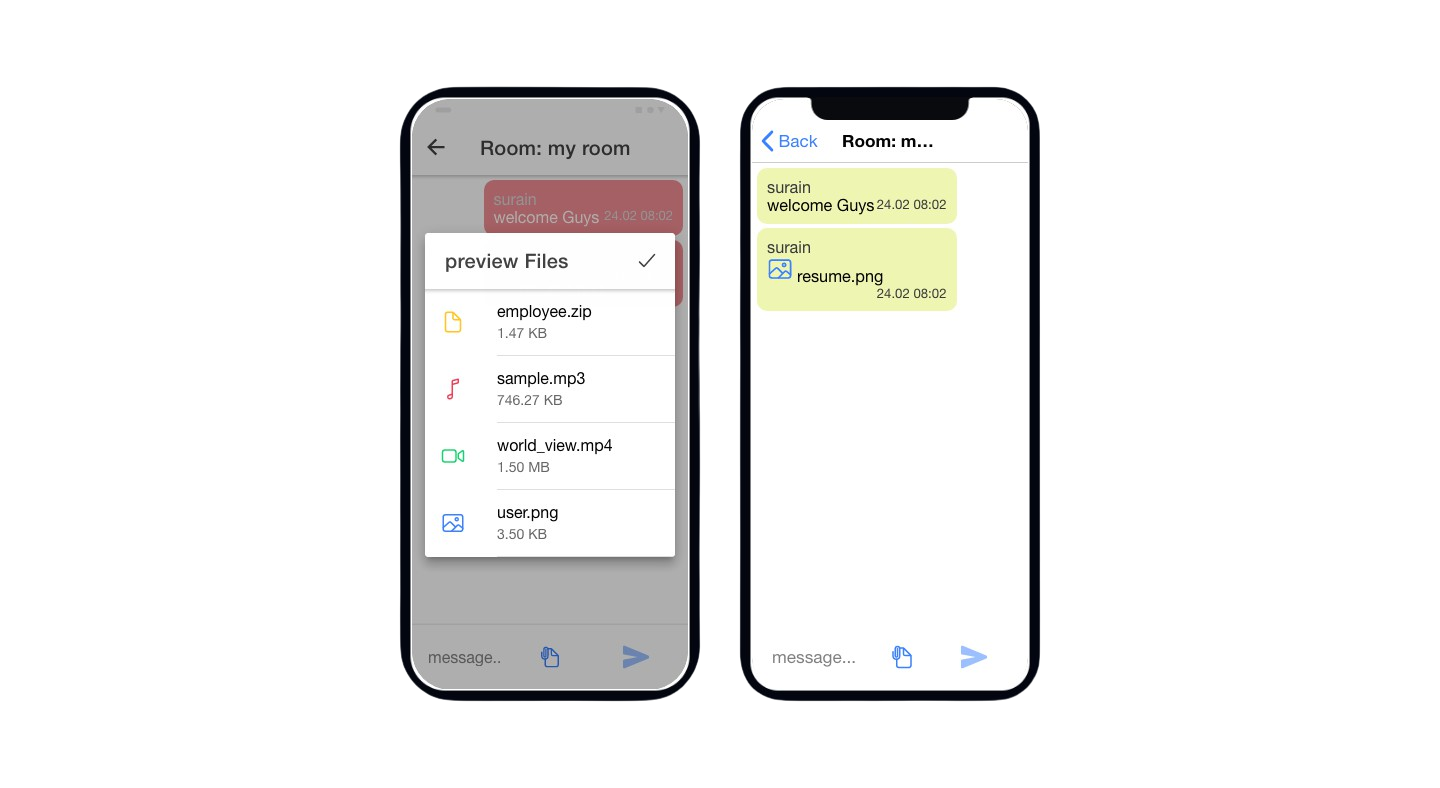 Room: my room
surain
welcome Guys 24.02 08:02
preview Files
employee.zip
1.47 KB
sample.mp3
746.27 KB
world_view.mp4
1.50 MB
user.png
3.50 KB
message..
Back Room: m...
surain
welcome Guys 24.02 08:02
surain
resume.png
24.02 08:02
message...